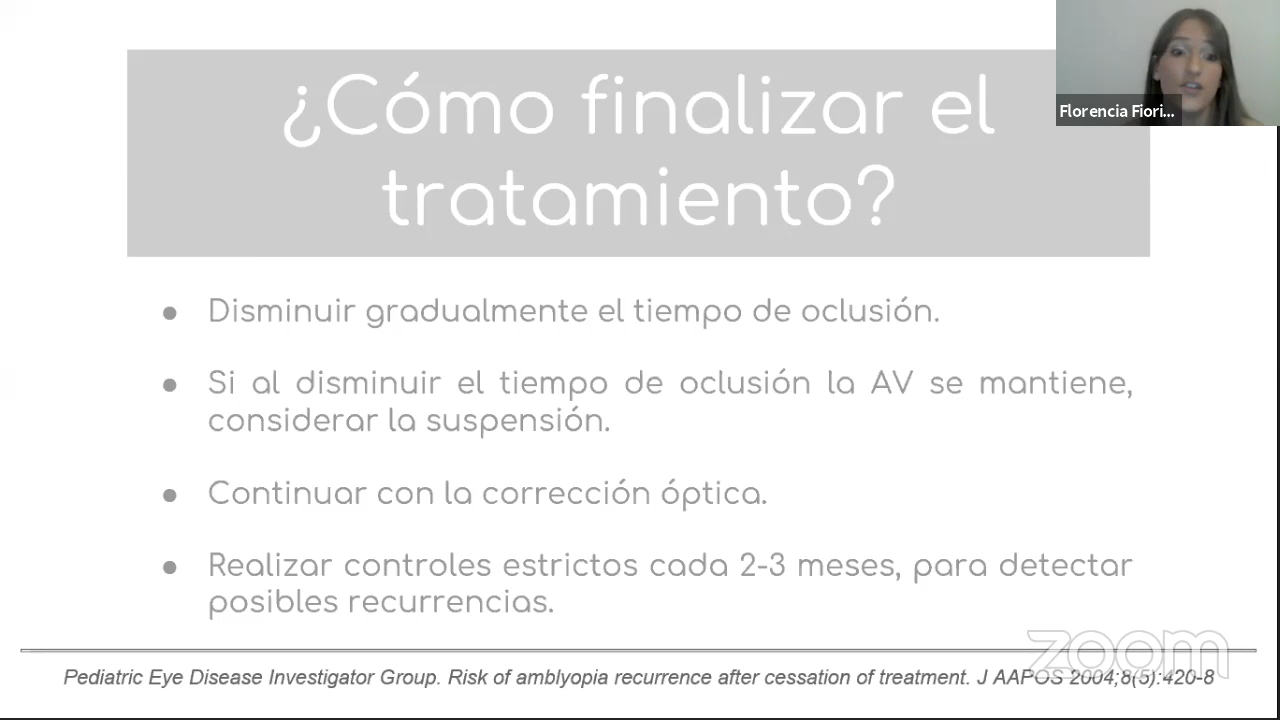 ¿Cómo finalizar el
tratamiento?
Florencia Fiori...
● Disminuir gradualmente el tiempo de oclusión.
● Si al disminuir el tiempo de oclusión la AV se mantiene,
considerar la suspensión.
● Continuar con la corrección óptica.
● Realizar controles estrictos cada 2-3 meses, para detectar
posibles recurrencias.
zoom
Pediatric Eye Disease Investigator Group. Risk of amblyopia recurrence after cessation of treatment. J AAPOS 2004;8(5):420-8